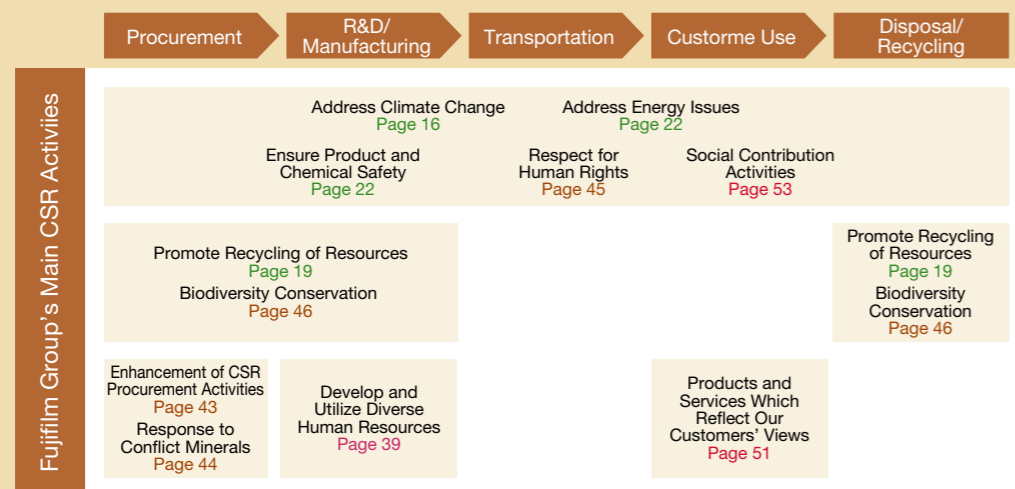 Procurement
R&D/
Manufacturing
Transportation
Custorme Use
Disposal/
Recycling
Fujifilm Group's Main CSR Activiies
Address Climate Change
Page 16
Address Energy Issues
Page 22
Ensure Product and
Chemical Safety
Page 22
Respect for
Human Rights
Page 45
Social Contribution
Activities
Page 53
Promote Recycling of Resources
Page 19
Biodiversity Conservation
Page 46
Promote Recycling
of Resources
Page 19
Biodiversity
Conservation
Page 46
Enhancement of CSR
Procurement Activities
Page 43
Response to
Conflict Minerals
Page 44
Develop and
Utilize Diverse
Human Resources
Page 39
Products and
Services Which
Reflect Our
Customers' Views
Page 51